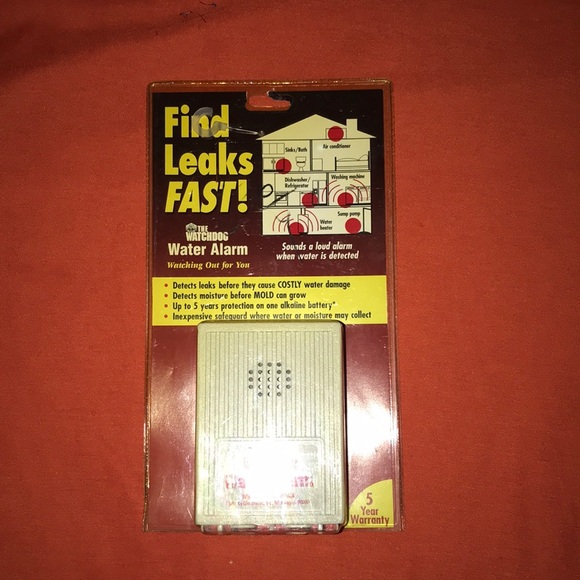 Find
Leaks
FAST!
THE
WATCHDOG
Water Alarm
Watching Out for You
Sinks/Bath
Air conditioner
Dishwasher/
Refrigerator
Washing machine
Sump pump
Water
heater
Sounds a loud alarm
when water is detected
• Detects leaks before they cause COSTLY water damage
• Detects moisture before MOLD can grow
• Up to 5 years protection on one alkaline battery*
• Inexpensive safeguard where water or moisture may collect
5
Year
Warranty